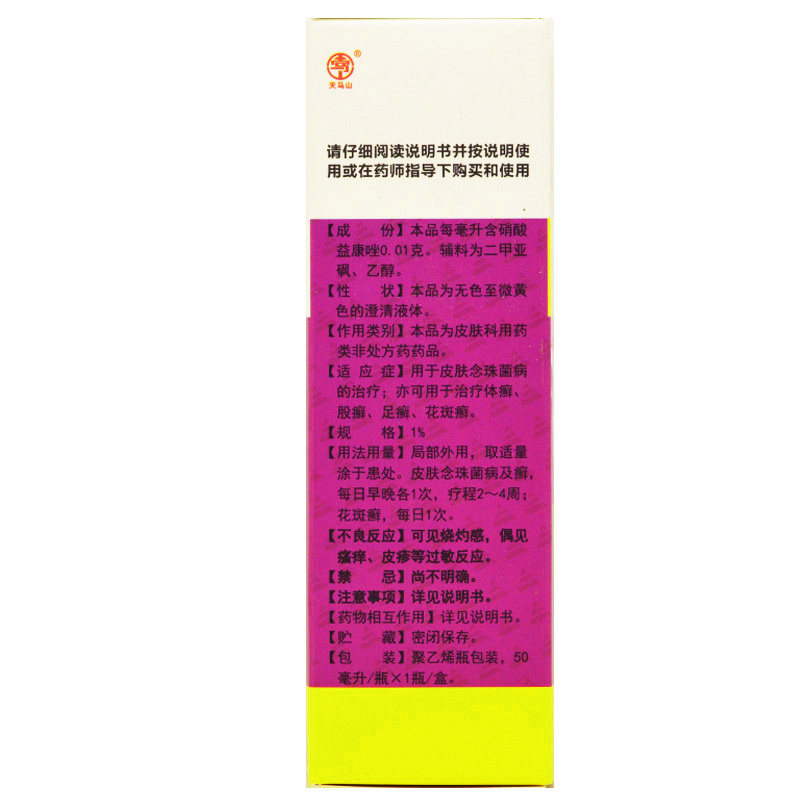 ®
天马山
请仔细阅读说明书并按说明使
用或在药师指导下购买和使用
【成 份】本品每毫升含硝酸
益康唑0.01克。辅料为二甲亚
砜、乙醇。
【性 状】本品为无色至微黄
色的澄清液体。
【作用类别】本品为皮肤科用药
类非处方药药品。
【适应症】用于皮肤念珠菌病
的治疗；亦可用于治疗体癣、
股癣、足癣、花斑癣。
【规 格】1%
【用法用量】局部外用，取适量
涂于患处。皮肤念珠菌病及癣，
每日早晚各1次，疗程2～4周；
花斑癣，每日1次。
【不良反应】可见烧灼感，偶见
瘙痒、皮疹等过敏反应。
【禁 忌】尚不明确。
【注意事项】详见说明书。
【药物相互作用】详见说明书。
【贮 藏】密闭保存。
【包 装】聚乙烯瓶包装，50
毫升/瓶×1瓶/盒。